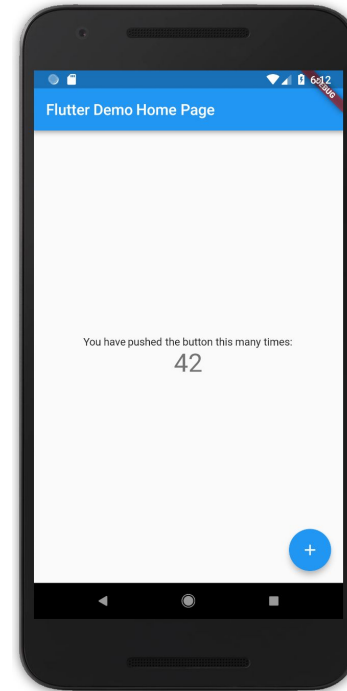 6:12
DEBUG
Flutter Demo Home Page
You have pushed the button this many times:
42
+